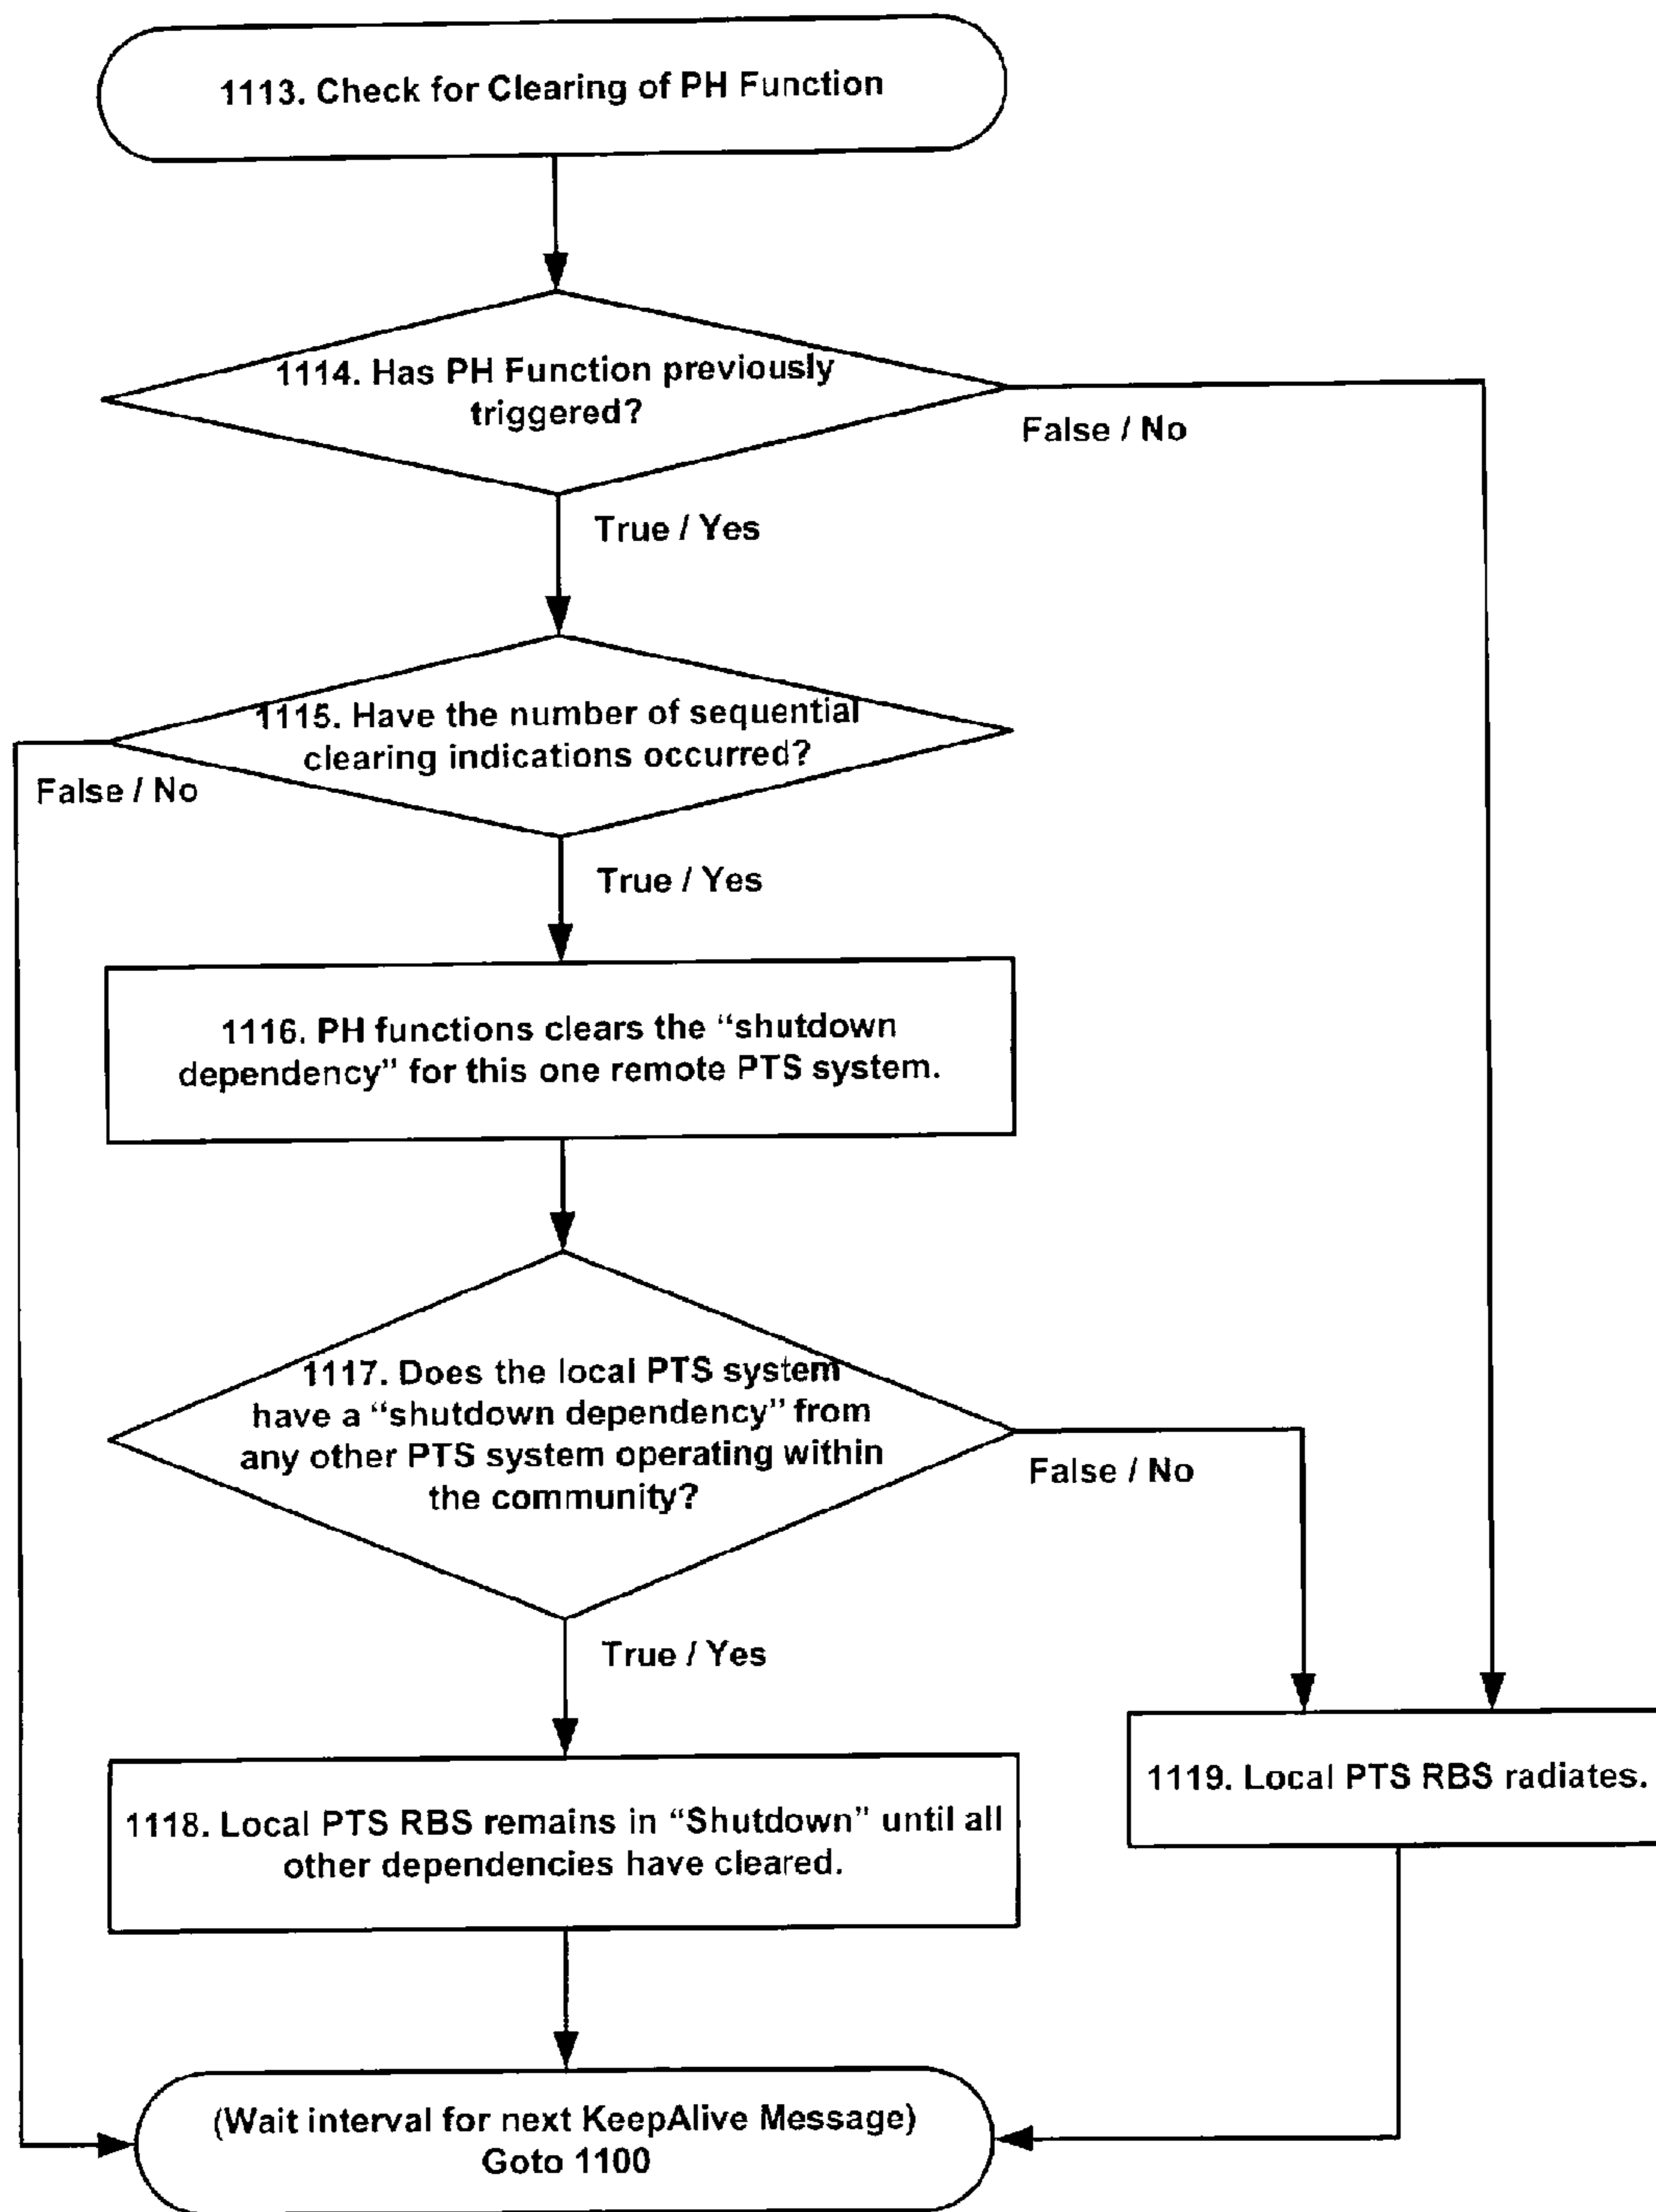 1113. Check for Clearing of PH Function
1114. Has PH Function previously
triggered?
False / No
True / Yes
1115. Have the number of sequential
clearing indications occurred?
False / No
True / Yes
1116. PH functions clears the “shutdown
dependency” for this one remote PTS system.
1117. Does the local PTS system
have a “shutdown dependency” from
any other PTS system operating within
the community?
False / No
True / Yes
1119. Local PTS RBS radiates.
1118. Local PTS RBS remains in “Shutdown” until all
other dependencies have cleared.
(Wait interval for next KeepAlive Message)
Goto 1100